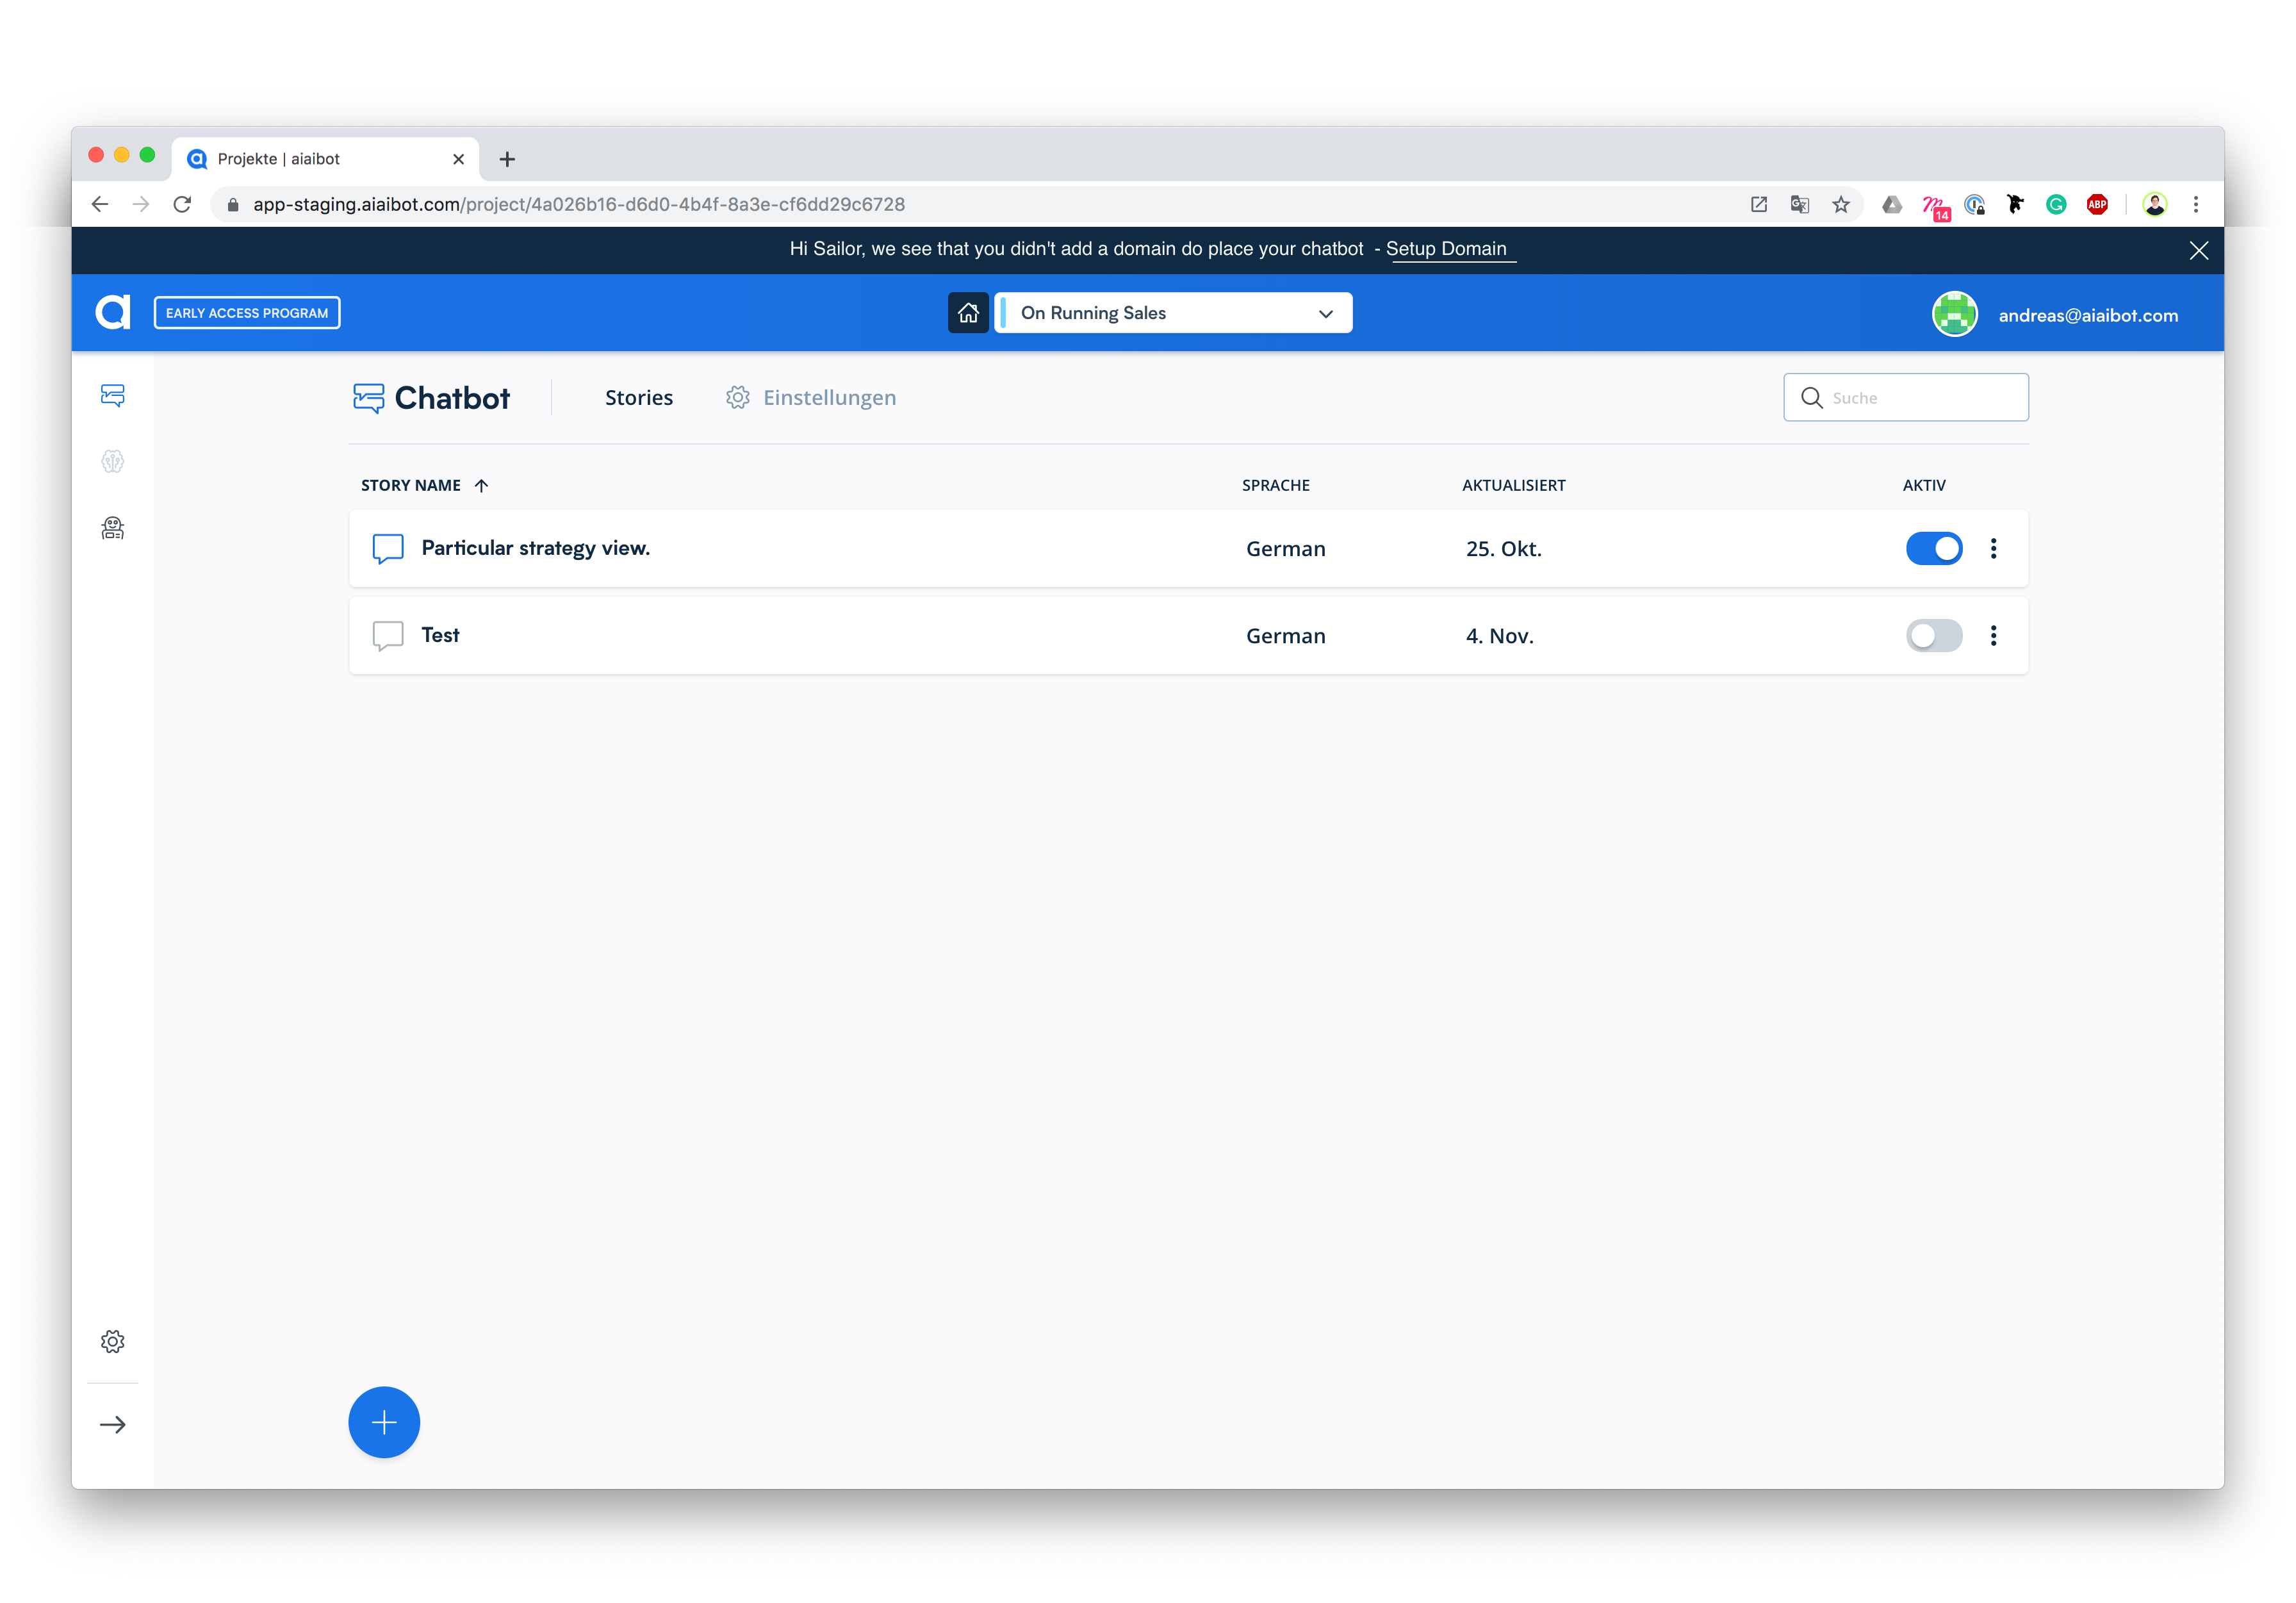 Projekte | aiaibot
app-staging.aiaibot.com/project/4a026b16-d6d0-4b4f-8a3e-cf6dd29c6728
14
ABP
Hi Sailor, we see that you didn't add a domain do place your chatbot - Setup Domain
EARLY ACCESS PROGRAM
On Running Sales
andreas@aiaibot.com
Chatbot
Stories
Einstellungen
Suche
STORY NAME
SPRACHE
AKTUALISIERT
AKTIV
Particular strategy view.
German
25. Okt.
Test
German
4. Nov.